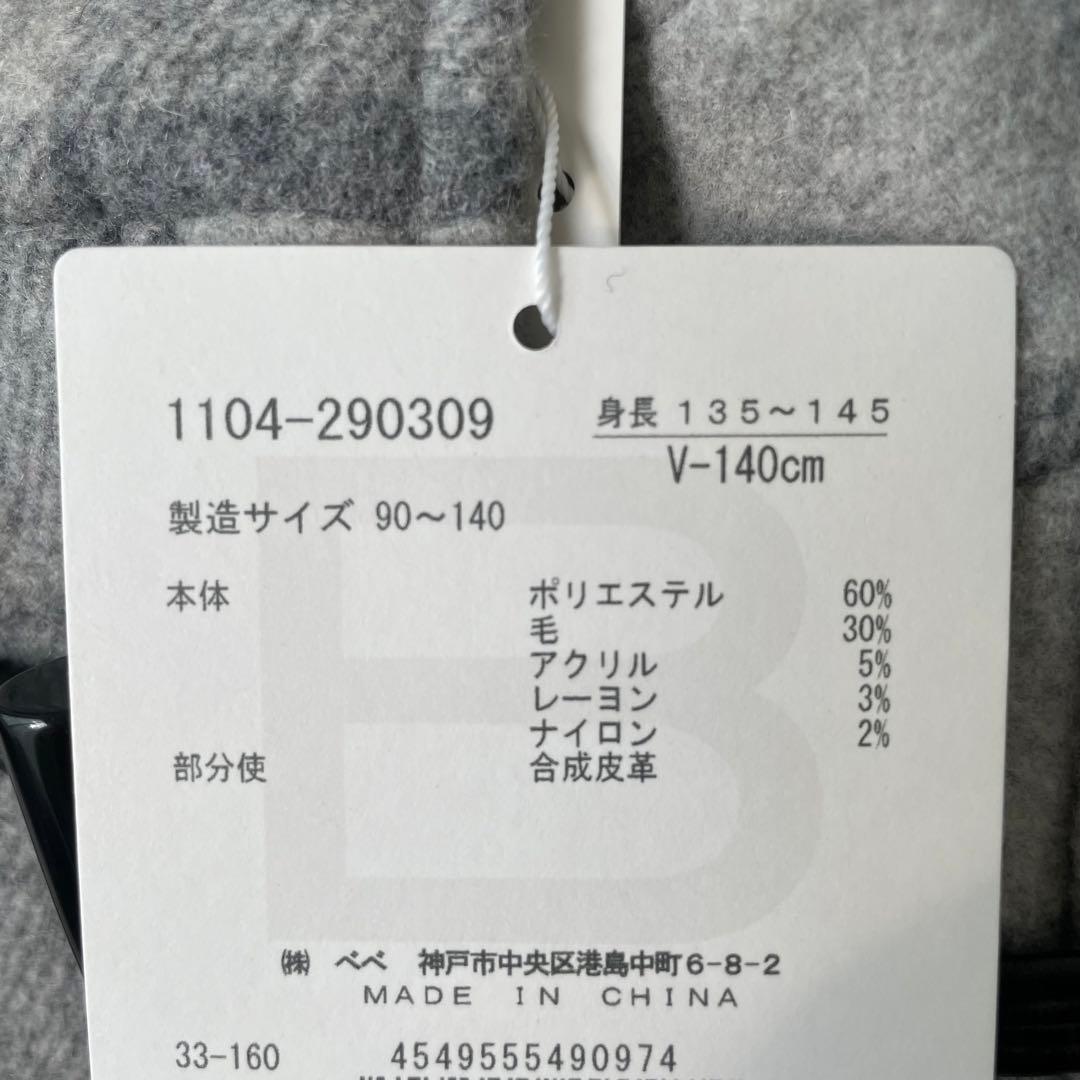 1104-290309
身長 135～145
V-140cm
製造サイズ 90～140
本体 ポリエステル 60%
毛 30%
アクリル 5%
レーヨン 3%
ナイロン 2%
部分使 合成皮革
B
㈱ べべ 神戸市中央区港島中町6-8-2
MADE IN CHINA
33-160 4549555490974